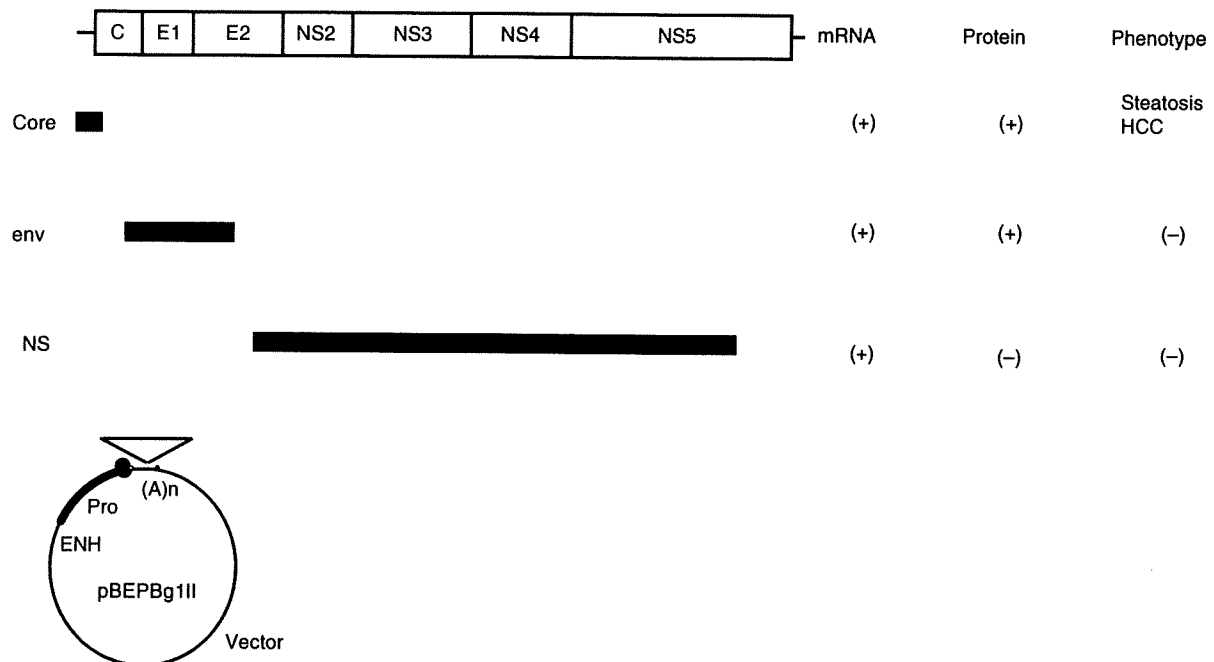 C E1 E2 NS2 NS3 NS4 NS5 mRNA Protein Phenotype
Core (+) (+) Steatosis
HCC
env (+) (+) (–)
NS (+) (–) (–)
(A)n
Pro
ENH
pBEPBg1II
Vector